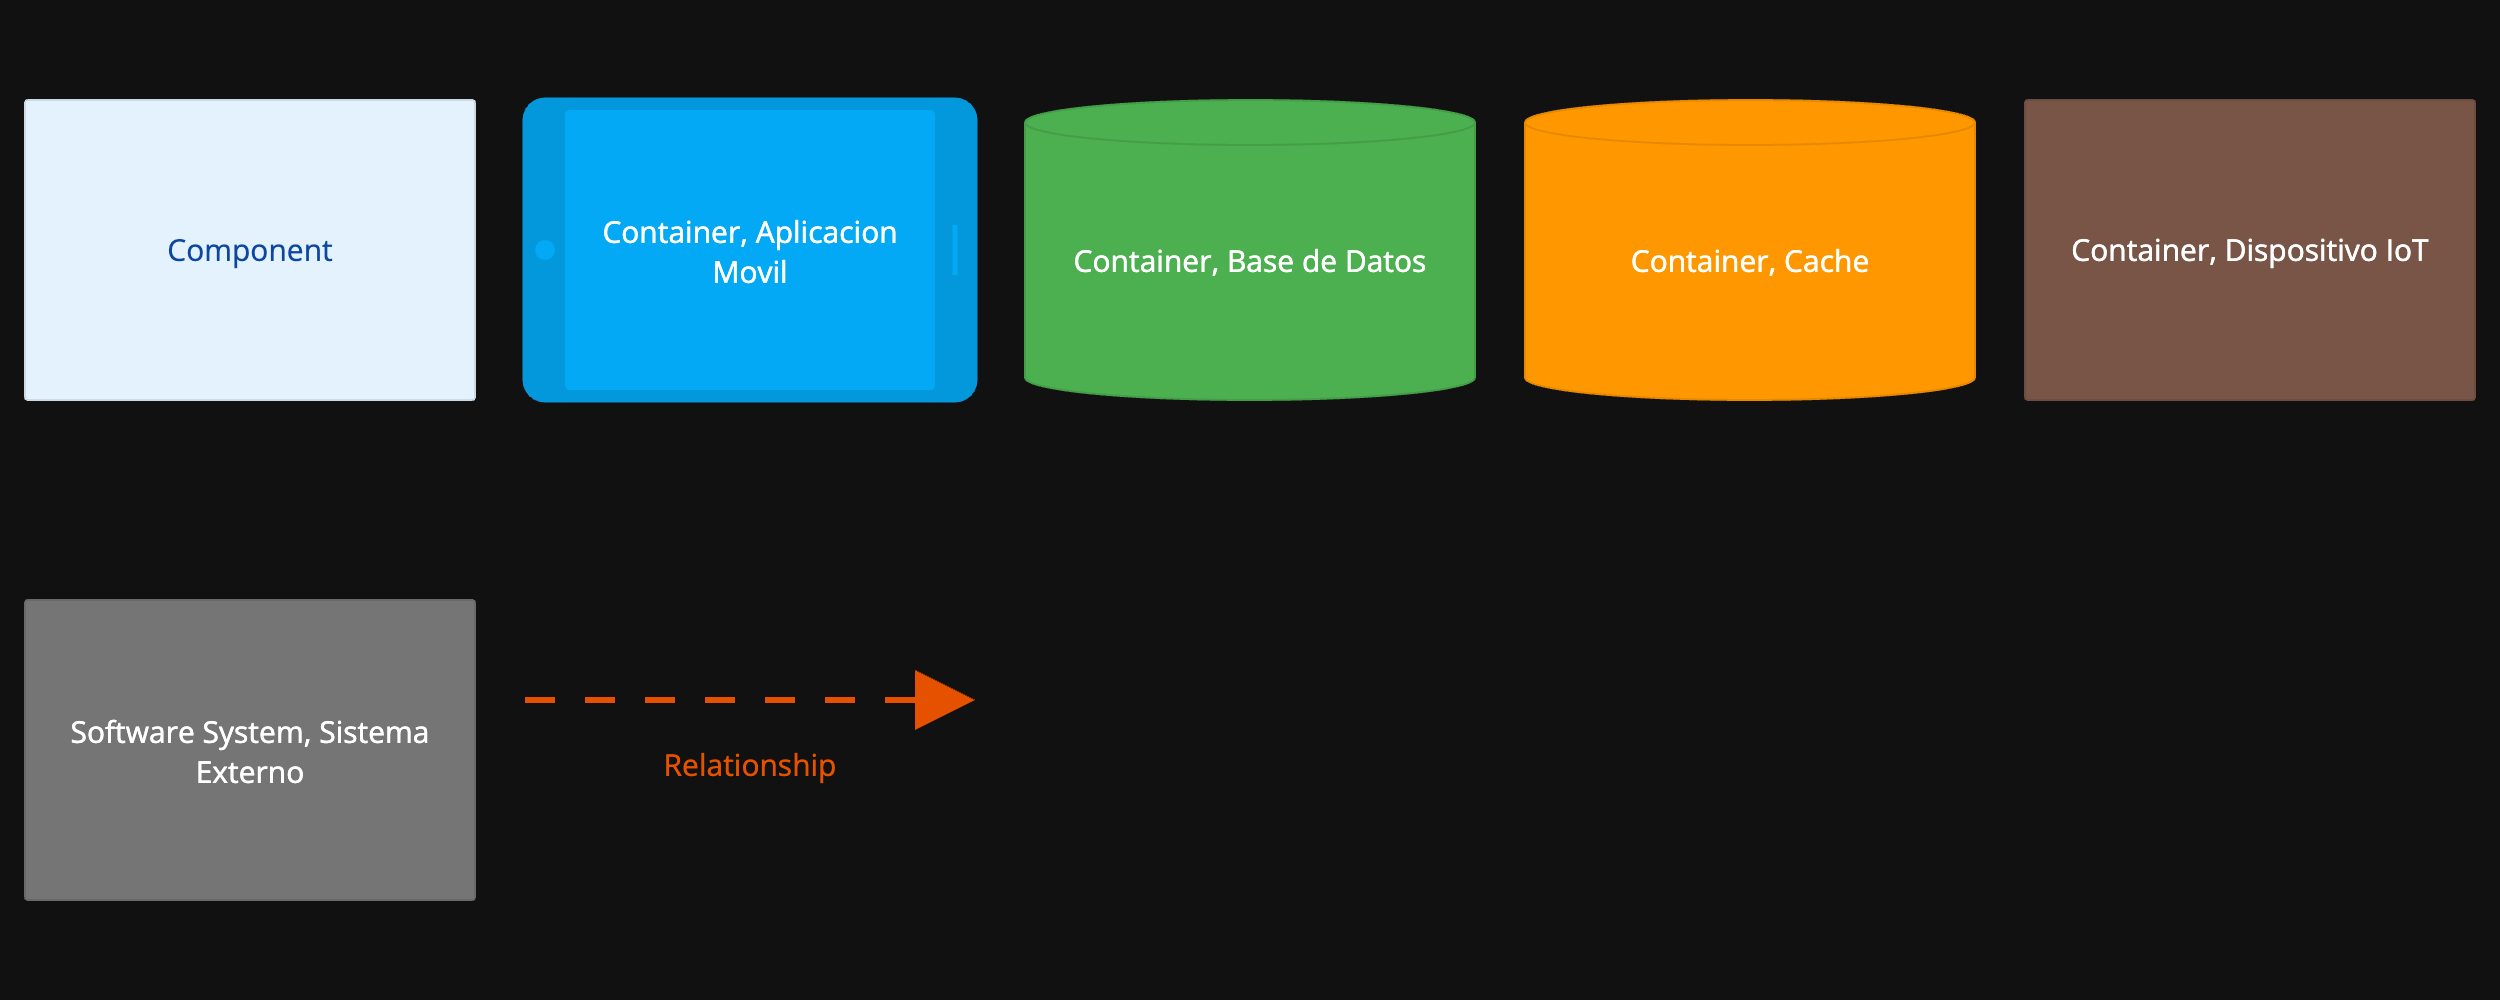 Component
Container, Aplicacion
Movil
Container, Base de Datos
Container, Cache
Container, Dispositivo IoT
Software System, Sistema
Externo
Relationship